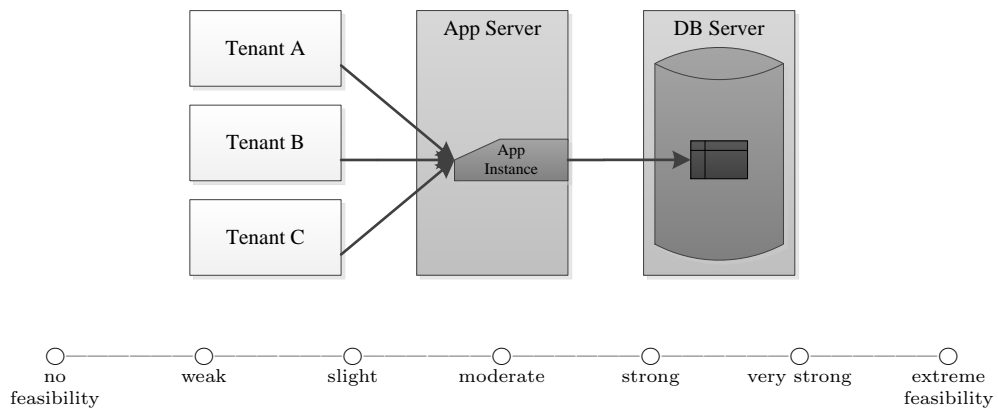 Tenant A
App Server
DB Server
Tenant B
App
Instance
Tenant C
no
feasibility
weak
slight
moderate
strong
very strong
extreme
feasibility